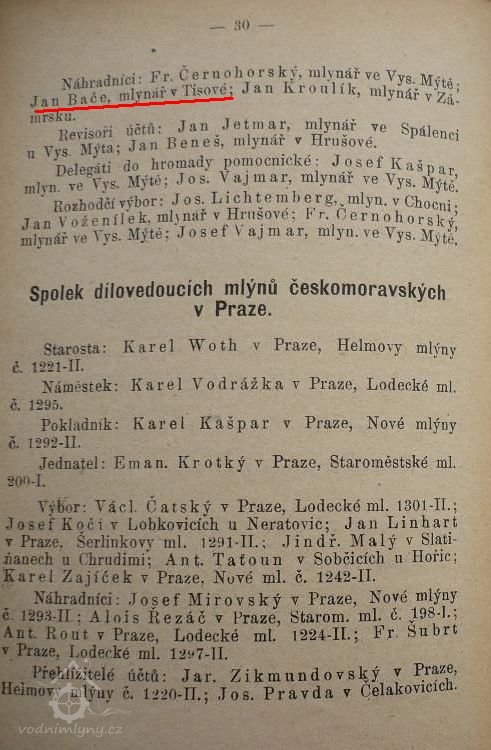 — 30 —
Náhradníci: Fr. Černohorský, mlynář ve Vys. Mýtě;
Jan Bače, mlynář v Tisové; Jan Kroulík, mlynář v Zá-
mrsku.
Revisoři účtů: Jan Jetmar, mlynář ve Spálenci
u Vys. Mýta; Jan Beneš, mlynář v Hrušové.
Delegáti do hromady pomocnické: Josef Kašpar,
mlyn. ve Vys. Mýtě; Jos. Vajmar, mlynář ve Vys. Mýtě.
Rozhodčí výbor: Jos. Lichtemberg, mlyn. v Chocni;
Jan Voženílek, mlynář v Hrušové; Fr. Černohorský,
mlynář ve Vys. Mýtě; Josef Vajmar, mlyn. ve Vys. Mýtě.
Spolek dílovedoucích mlýnů českomoravských
v Praze.
Starosta: Karel Woth v Praze, Helmovy mlýny
č. 1221-II.
Náměstek: Karel Vodrážka v Praze, Lodecké ml.
č. 1295.
Pokladník: Karel Kašpar v Praze, Nové mlýny
č. 1292-II.
Jednatel: Eman. Krotký v Praze, Staroměstské ml.
200-I.
Výbor: Václ. Čatský v Praze, Lodecké ml. 1301-II.;
Josef Kočí v Lobkovicích u Neratovic; Jan Linhart
v Praze, Šerlinkovy ml. 1291-II.; Jindř. Malý v Slati-
ňanech u Chrudimi; Ant. Taťoun v Sobčicích u Hořic;
Karel Zajíček v Praze, Nové ml. č. 1242-II.
Náhradníci: Josef Mirovský v Praze, Nové mlýny
č. 1293-II.; Alois Řezáč v Praze, Starom. ml. č. 198-I.;
Ant. Rout v Praze, Lodecké ml. 1224-II.; Fr. Šubrt
v Praze, Lodecké ml. 1297-II.
Přehlížitelé účtů: Jar. Zikmundovský v Praze,
Helmovy mlýny č. 1220-II.; Jos. Pravda v Čelakovicích.
vodnimlyny.cz